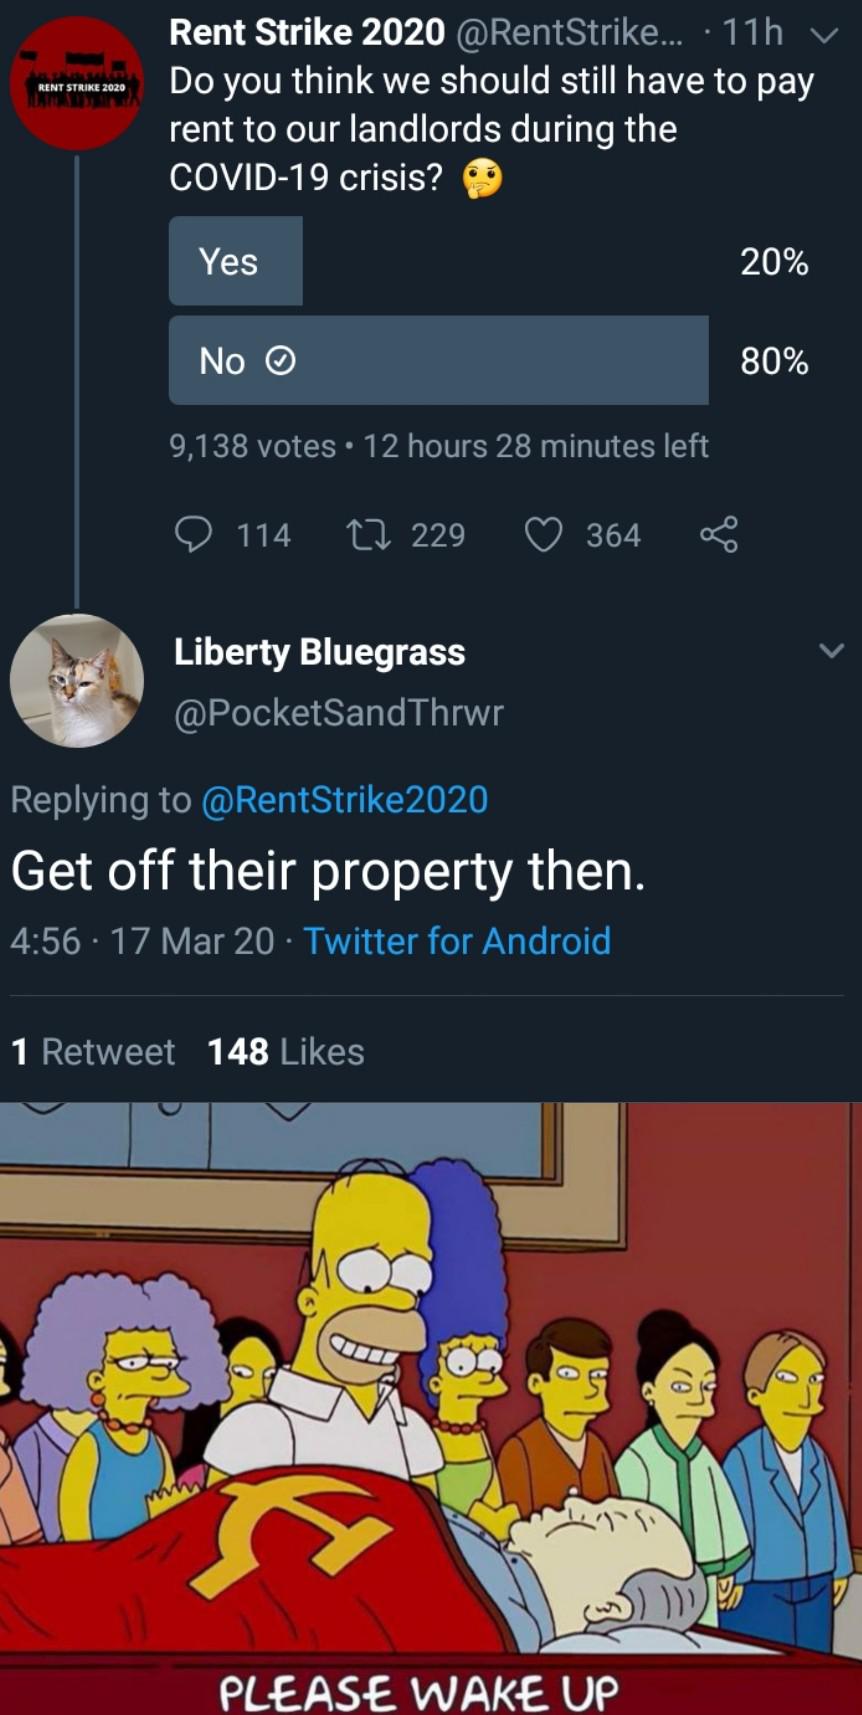 Rent Strike 2020 @RentStrike... · 11h
RENT STRIKE 2020
Do you think we should still have to pay
rent to our landlords during the
COVID-19 crisis? 🤔
Yes 20%
No 80%
9,138 votes • 12 hours 28 minutes left
114 229 364
Liberty Bluegrass
@PocketSandThrwr
Replying to @RentStrike2020
Get off their property then.
4:56 · 17 Mar 20 · Twitter for Android
1 Retweet 148 Likes
PLEASE WAKE UP